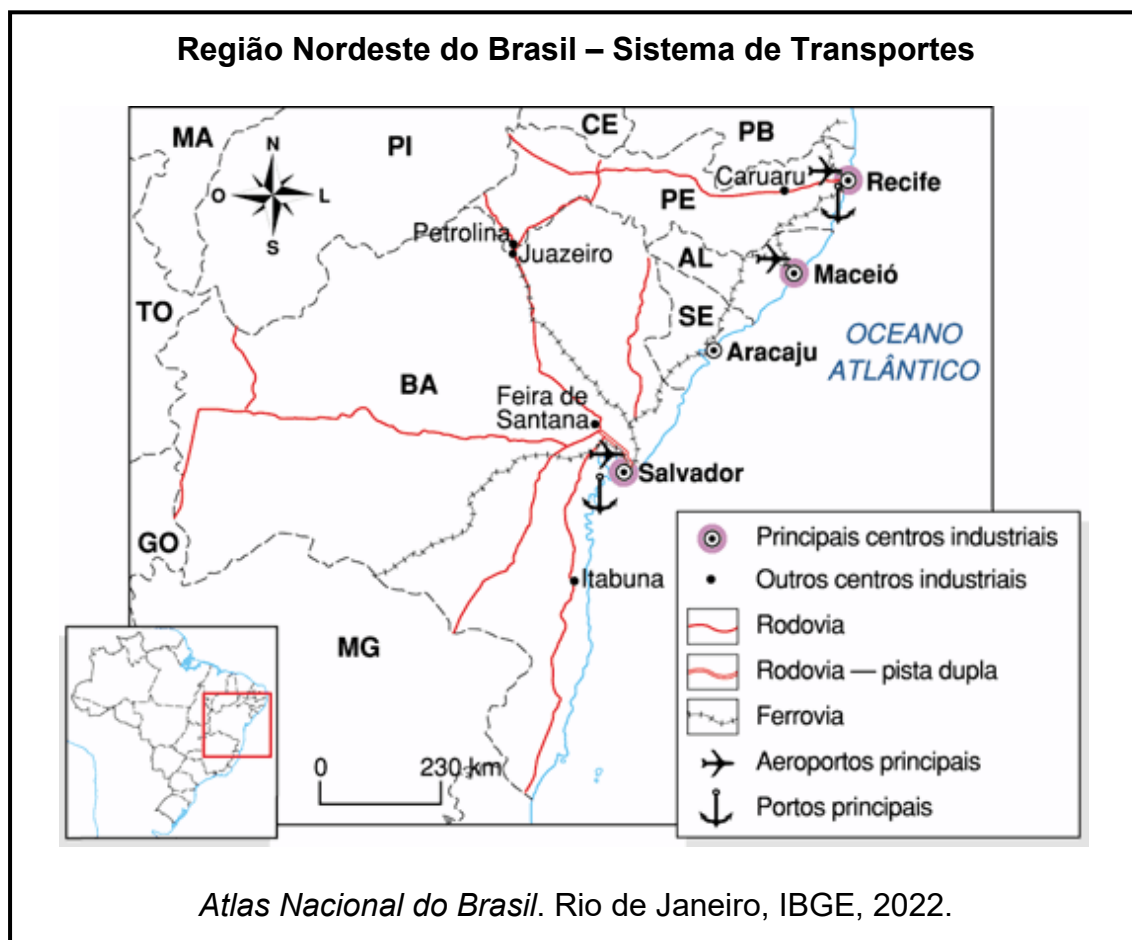 Região Nordeste do Brasil – Sistema de Transportes
MA
PI
CE
PB
N
O
L
S
Caruaru
Recife
PE
Petrolina
Juazeiro
AL
Maceió
TO
SE
Aracaju
OCEANO
ATLÂNTICO
BA
Feira de
Santana
Salvador
GO
Itabuna
MG
0 230 km
Principais centros industriais
Outros centros industriais
Rodovia
Rodovia — pista dupla
Ferrovia
Aeroportos principais
Portos principais
Atlas Nacional do Brasil. Rio de Janeiro, IBGE, 2022.